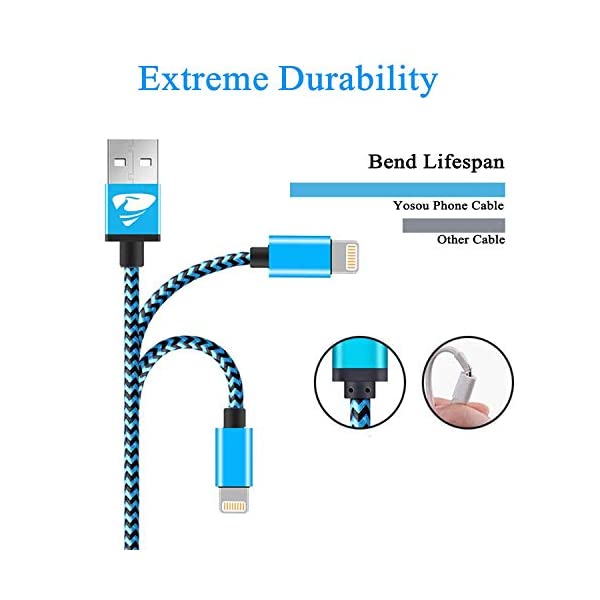 Extreme Durability
Bend Lifespan
Yosou Phone Cable
Other Cable